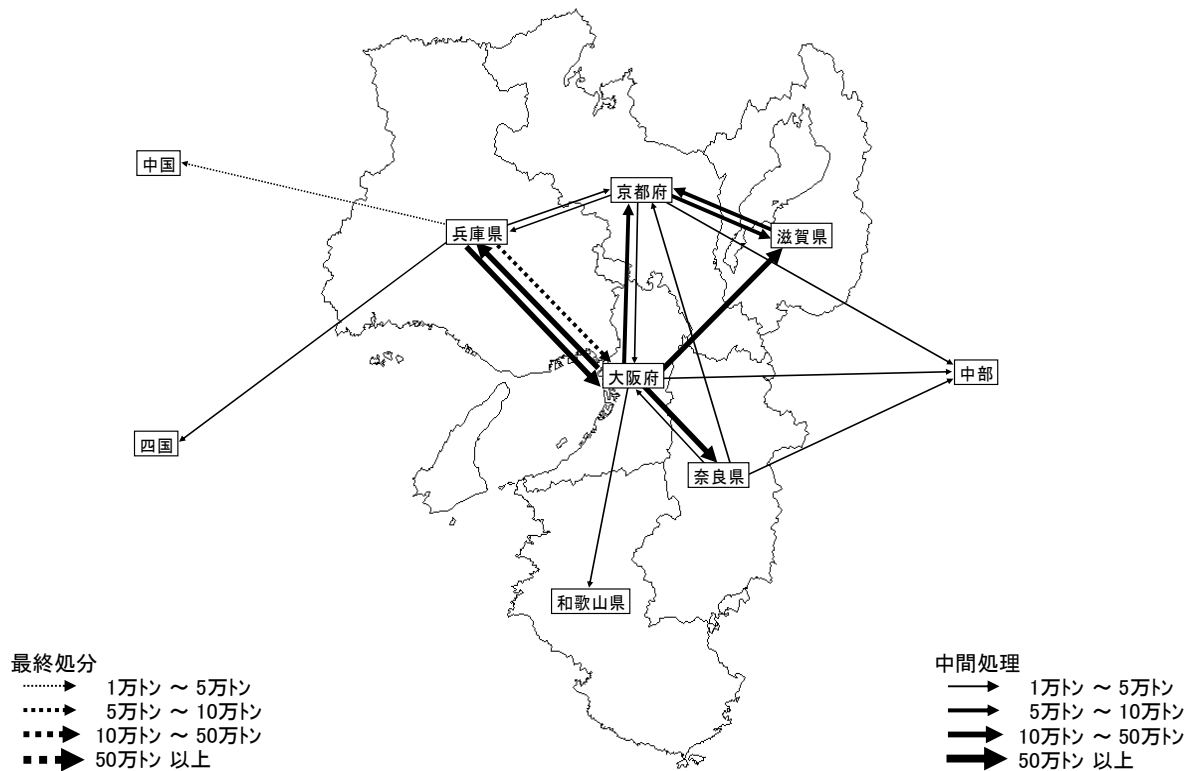 中国
京都府
兵庫県
滋賀県
大阪府
中部
四国
奈良県
和歌山県
最終処分
1万トン ～ 5万トン
5万トン ～ 10万トン
10万トン ～ 50万トン
50万トン 以上
中間処理
1万トン ～ 5万トン
5万トン ～ 10万トン
10万トン ～ 50万トン
50万トン 以上